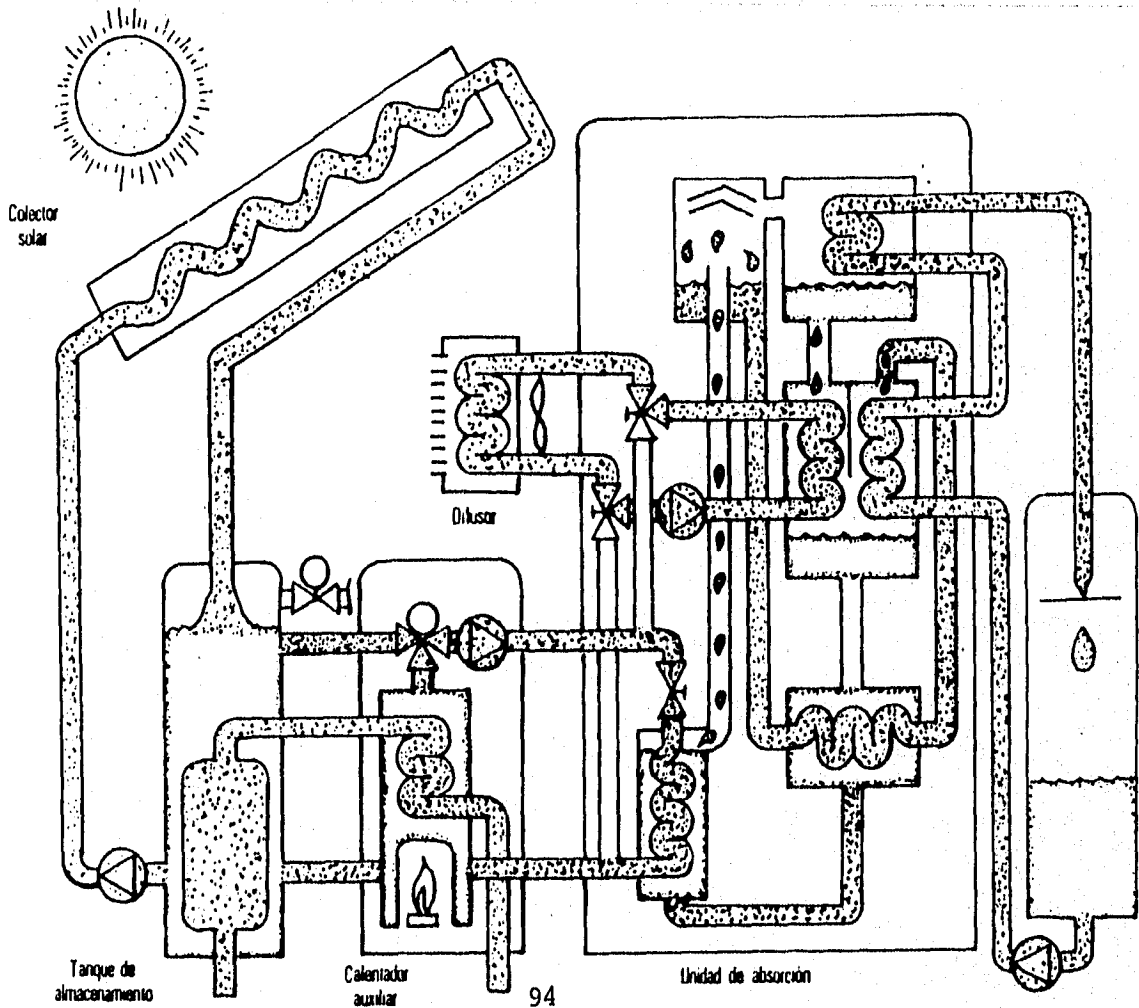 Colector
solar
Difusor
Tanque de
almacenamiento
Calentador
auxiliar
94
Unidad de absorción